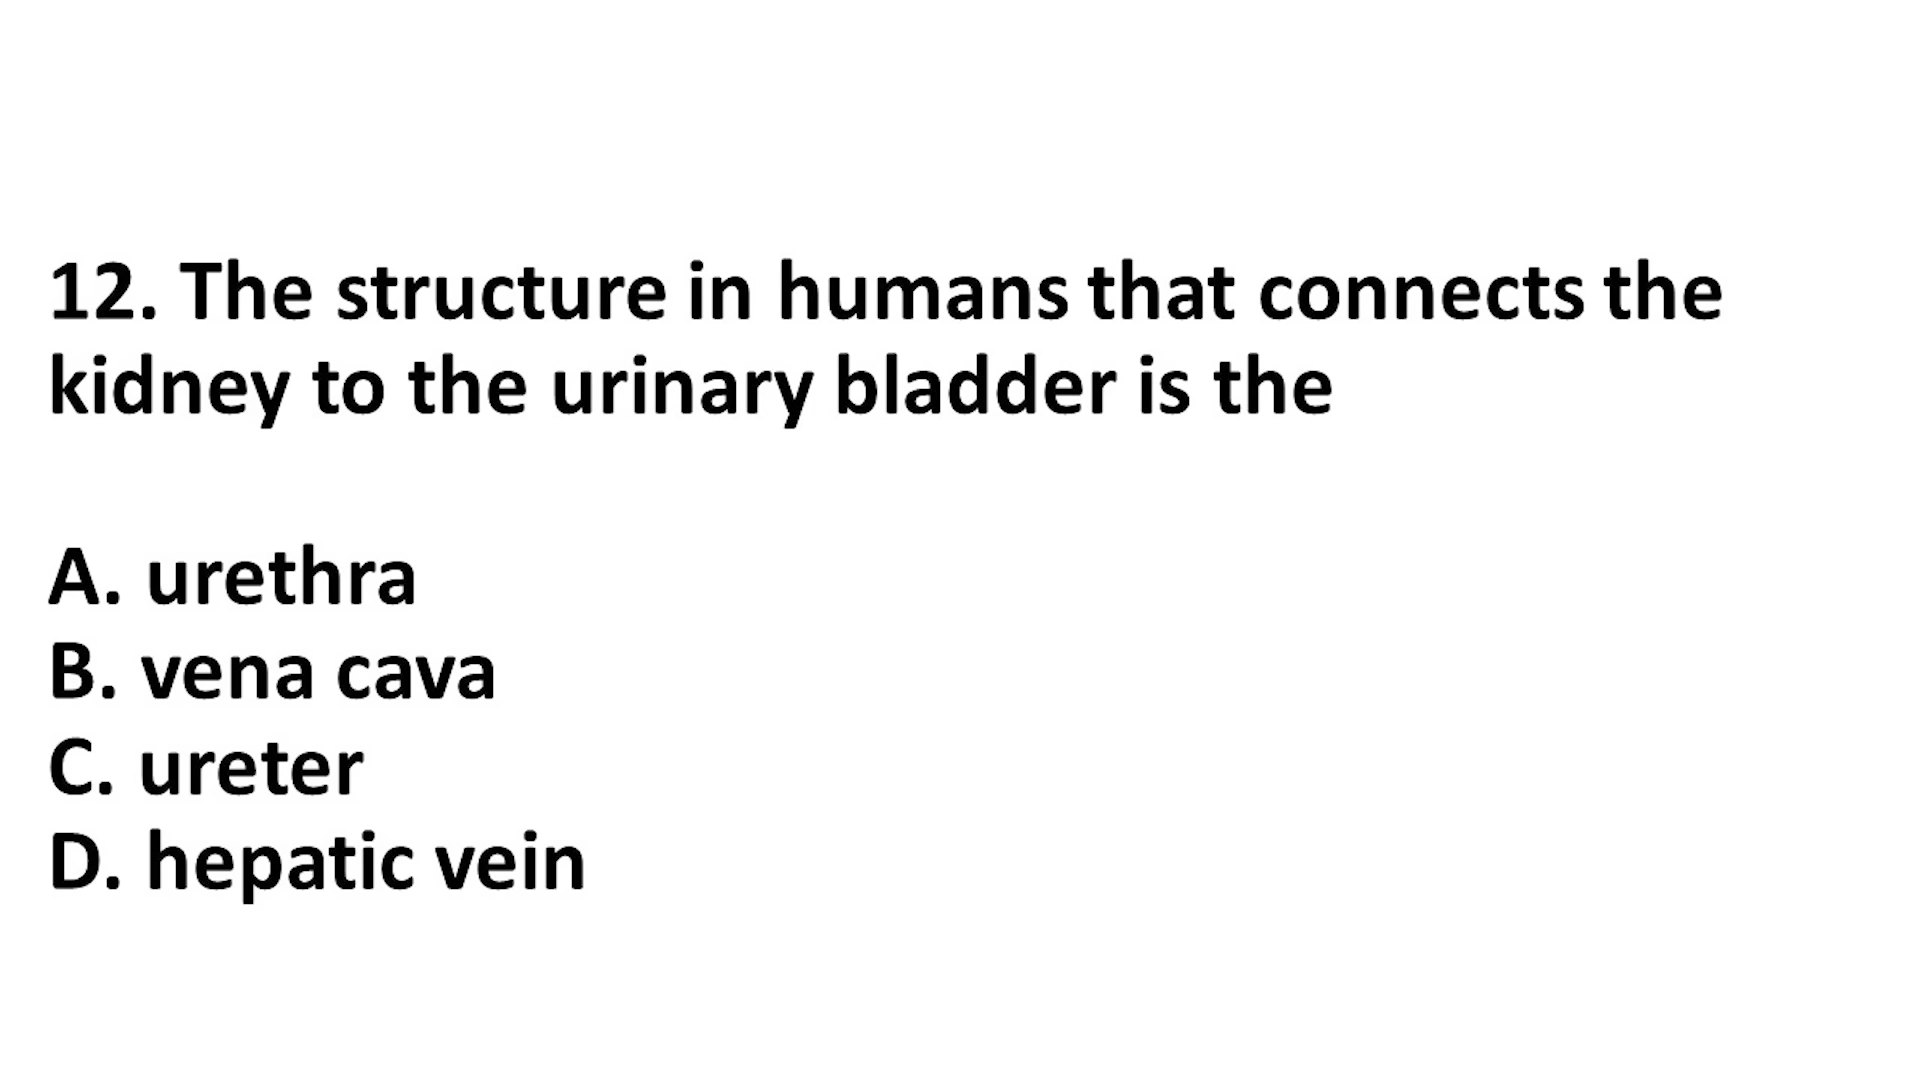 12. The structure in humans that connects the
kidney to the urinary bladder is the
A. urethra
B. vena cava
C. ureter
D. hepatic vein